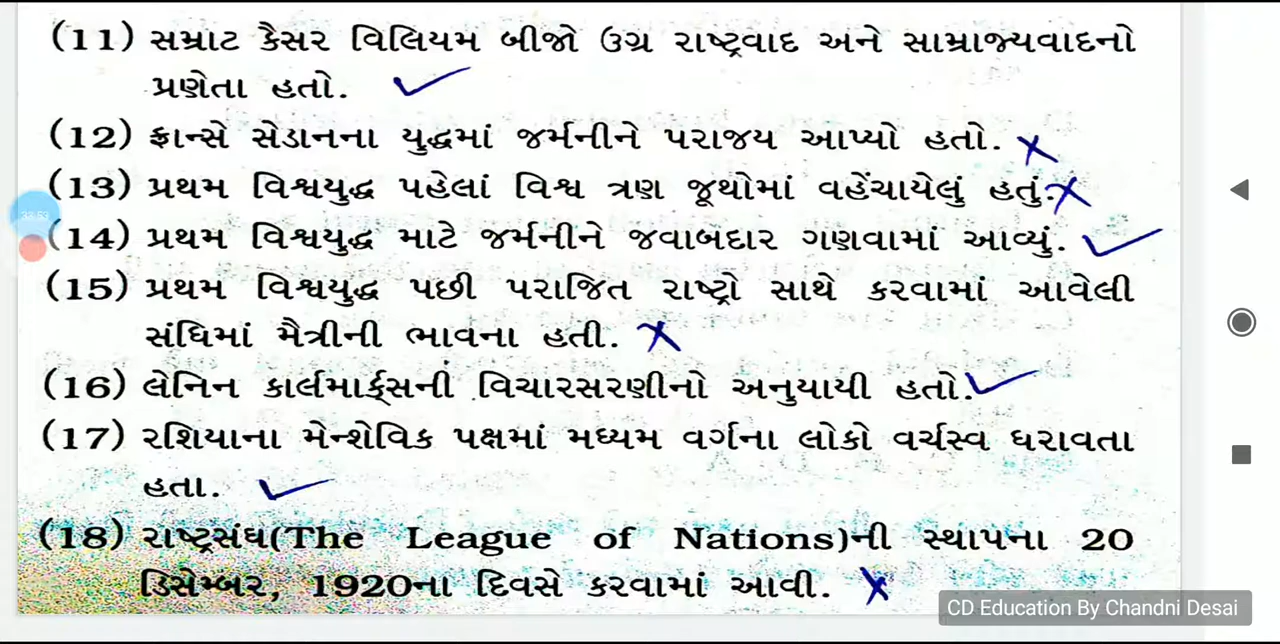 (11) સમ્રાટ કૈસર વિલિયમ બીજો ઉગ્ર રાષ્ટ્રવાદ અને સામ્રાજ્યવાદનો
પ્રણેતા હતો. ✓
(12) ફ્રાન્સે સેડાનના યુદ્ધમાં જર્મનીને પરાજય આપ્યો હતો. ✗
(13) પ્રથમ વિશ્વયુદ્ધ પહેલાં વિશ્વ ત્રણ જૂથોમાં વહેંચાયેલું હતું. ✗
33:53
(14) પ્રથમ વિશ્વયુદ્ધ માટે જર્મનીને જવાબદાર ગણવામાં આવ્યું. ✓
(15) પ્રથમ વિશ્વયુદ્ધ પછી પરાજિત રાષ્ટ્રો સાથે કરવામાં આવેલી
સંધિમાં મૈત્રીની ભાવના હતી. ✗
(16) લેનિન કાર્લમાર્ક્સની વિચારસરણીનો અનુયાયી હતો. ✓
(17) રશિયાના મેન્શેવિક પક્ષમાં મધ્યમ વર્ગના લોકો વર્ચસ્વ ધરાવતા
હતા. ✓
(18) રાષ્ટ્રસંઘ(The League of Nations)ની સ્થાપના 20
ડિસેમ્બર, 1920ના દિવસે કરવામાં આવી. ✗
CD Education By Chandni Desai